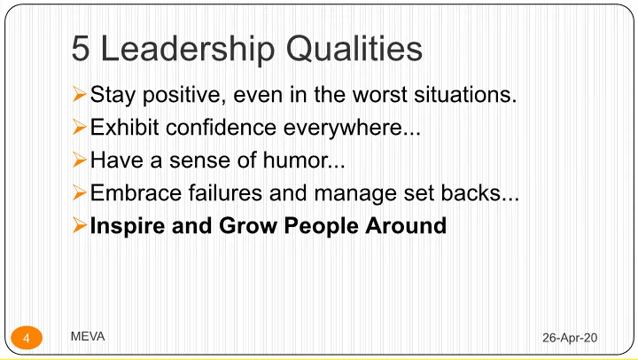 5 Leadership Qualities
Stay positive, even in the worst situations.
Exhibit confidence everywhere...
Have a sense of humor...
Embrace failures and manage set backs...
Inspire and Grow People Around
4
MEVA
26-Apr-20